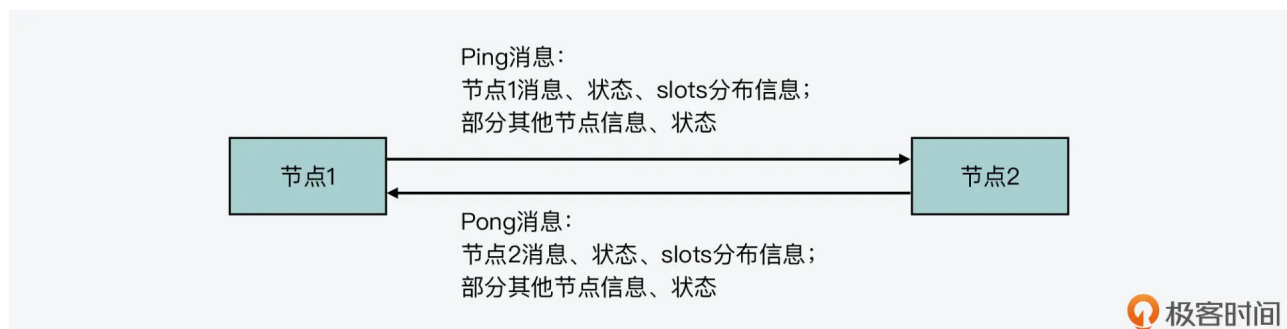 Ping消息：
节点1消息、状态、slots分布信息；
部分其他节点信息、状态
节点1
节点2
Pong消息：
节点2消息、状态、slots分布信息；
部分其他节点信息、状态
极客时间